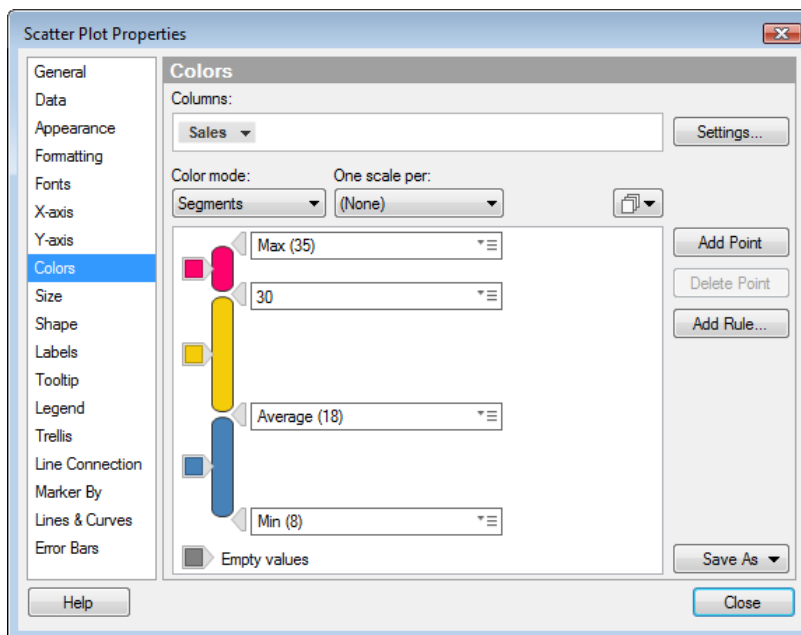 Scatter Plot Properties
General
Data
Appearance
Formatting
Fonts
X-axis
Y-axis
Colors
Size
Shape
Labels
Tooltip
Legend
Trellis
Line Connection
Marker By
Lines & Curves
Error Bars
Colors
Columns:
Sales
Settings...
Color mode:
One scale per:
Segments
(None)
Max (35)
30
Average (18)
Min (8)
Empty values
Add Point
Delete Point
Add Rule...
Save As
Help
Close